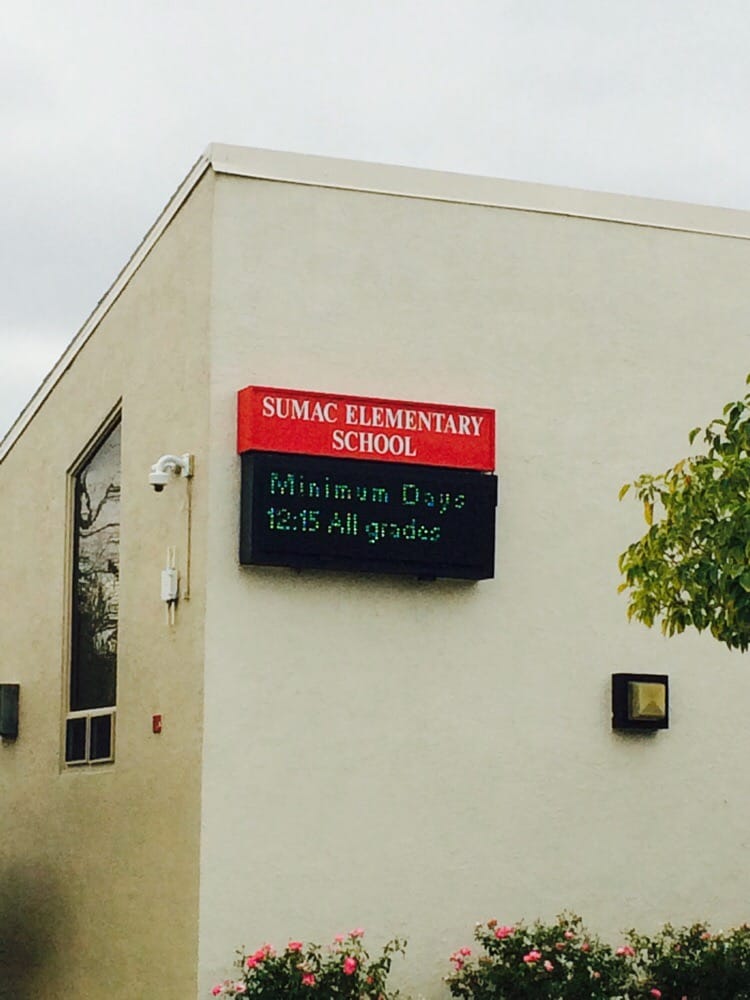 SUMAC ELEMENTARY
SCHOOL
Minimum Days
12:15 All grades